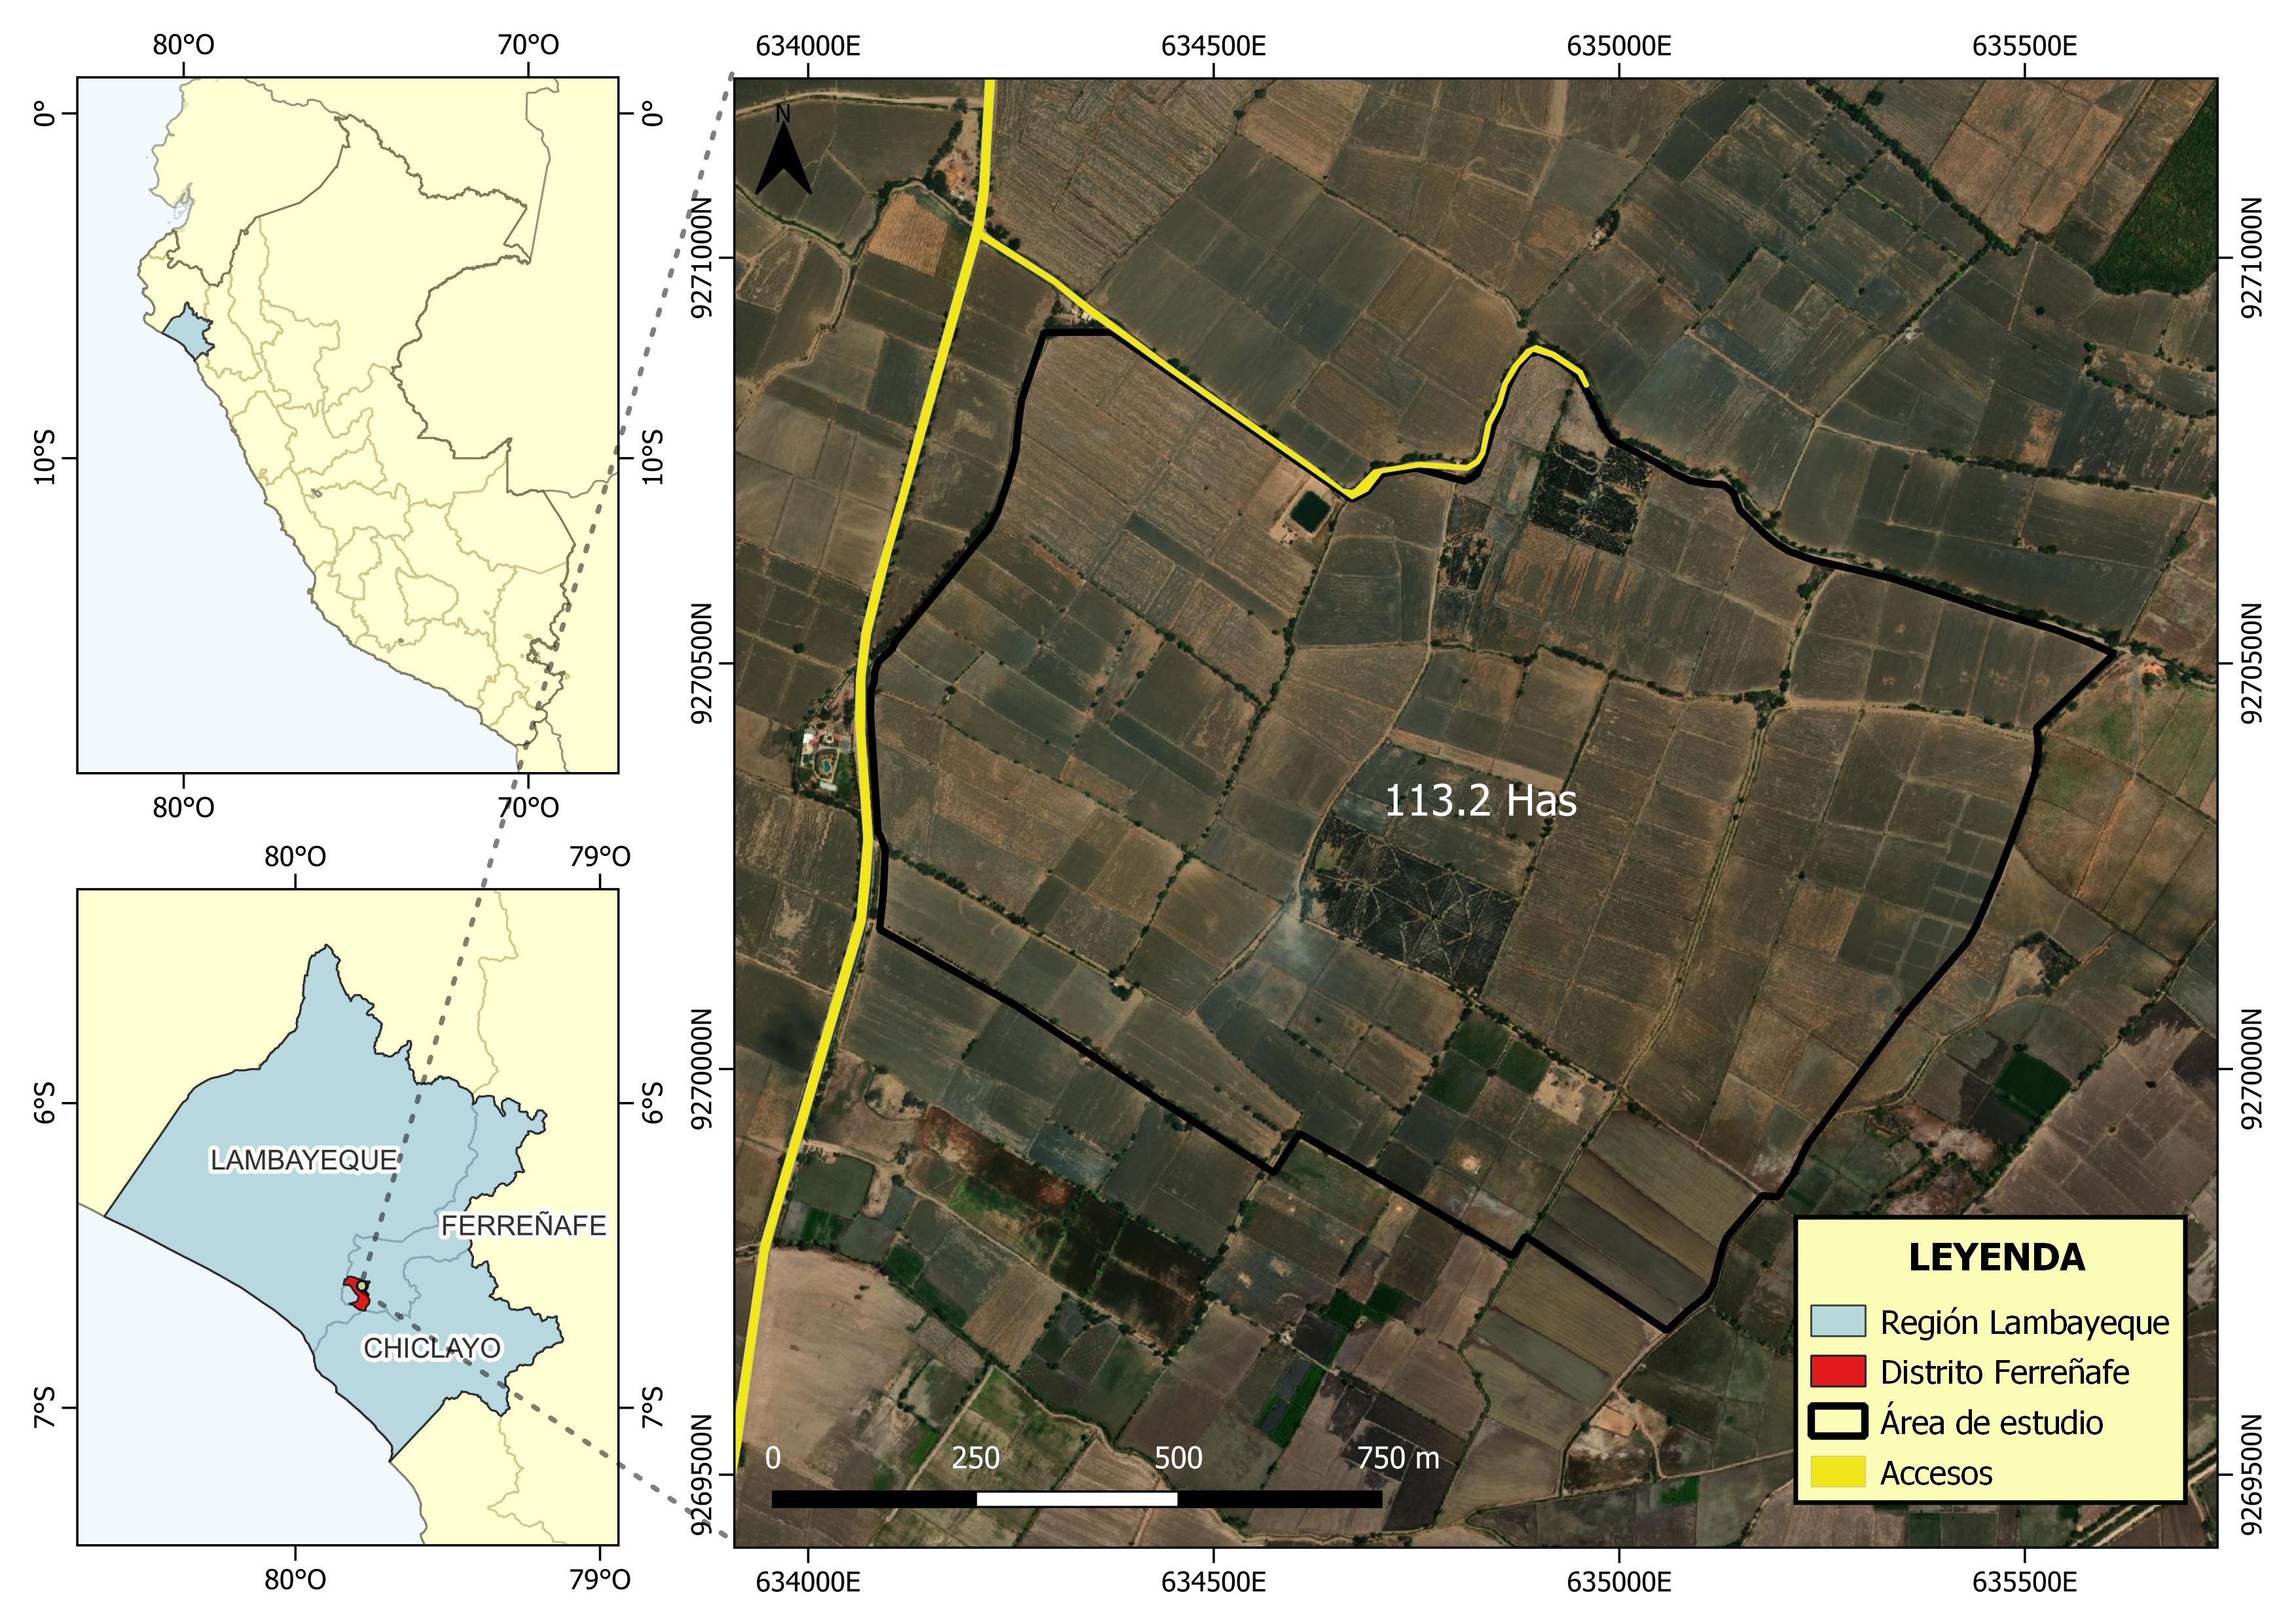 80°O 70°O
0° 0°
10°S 10°S
80°O 70°O
80°O 79°O
6°S 6°S
7°S 7°S
LAMBAYEQUE
FERREÑAFE
CHICLAYO
80°O 79°O
634000E 634500E 635000E 635500E
N
9271000N 9271000N
9270500N 9270500N
113.2 Has
9270000N 9270000N
9269500N 9269500N
0 250 500 750 m
LEYENDA
Región Lambayeque
Distrito Ferreñafe
Área de estudio
Accesos
634000E 634500E 635000E 635500E